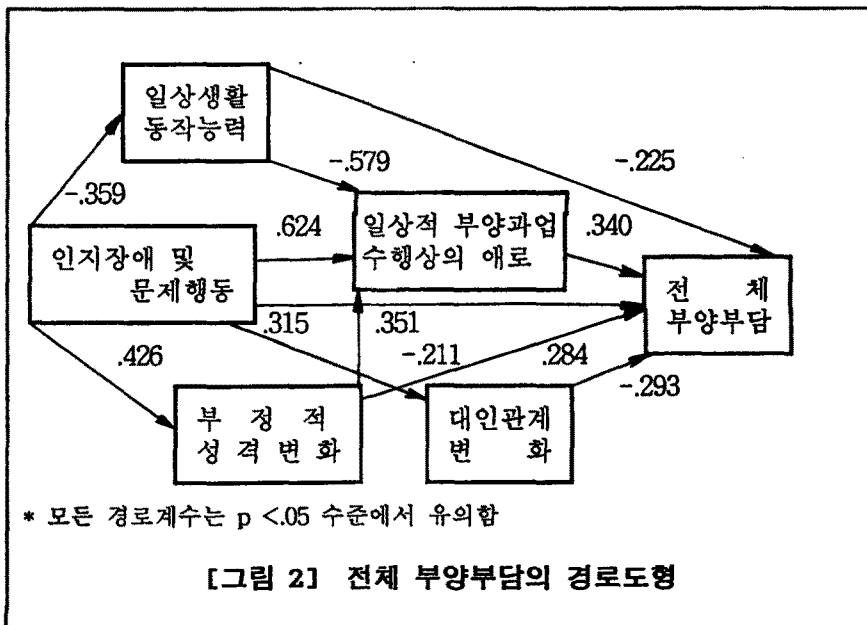 일상생활
동작능력
-.579
-.225
-.359
인지장애 및
문제행동
.624
일상적 부양과업
수행상의 애로
.340
전 체
부양부담
.315
.351
.426
-.211
.284
-.293
부 정 적
성 격 변 화
대인관계
변 화
* 모든 경로계수는 p <.05 수준에서 유의함
[그림 2] 전체 부양부담의 경로도형